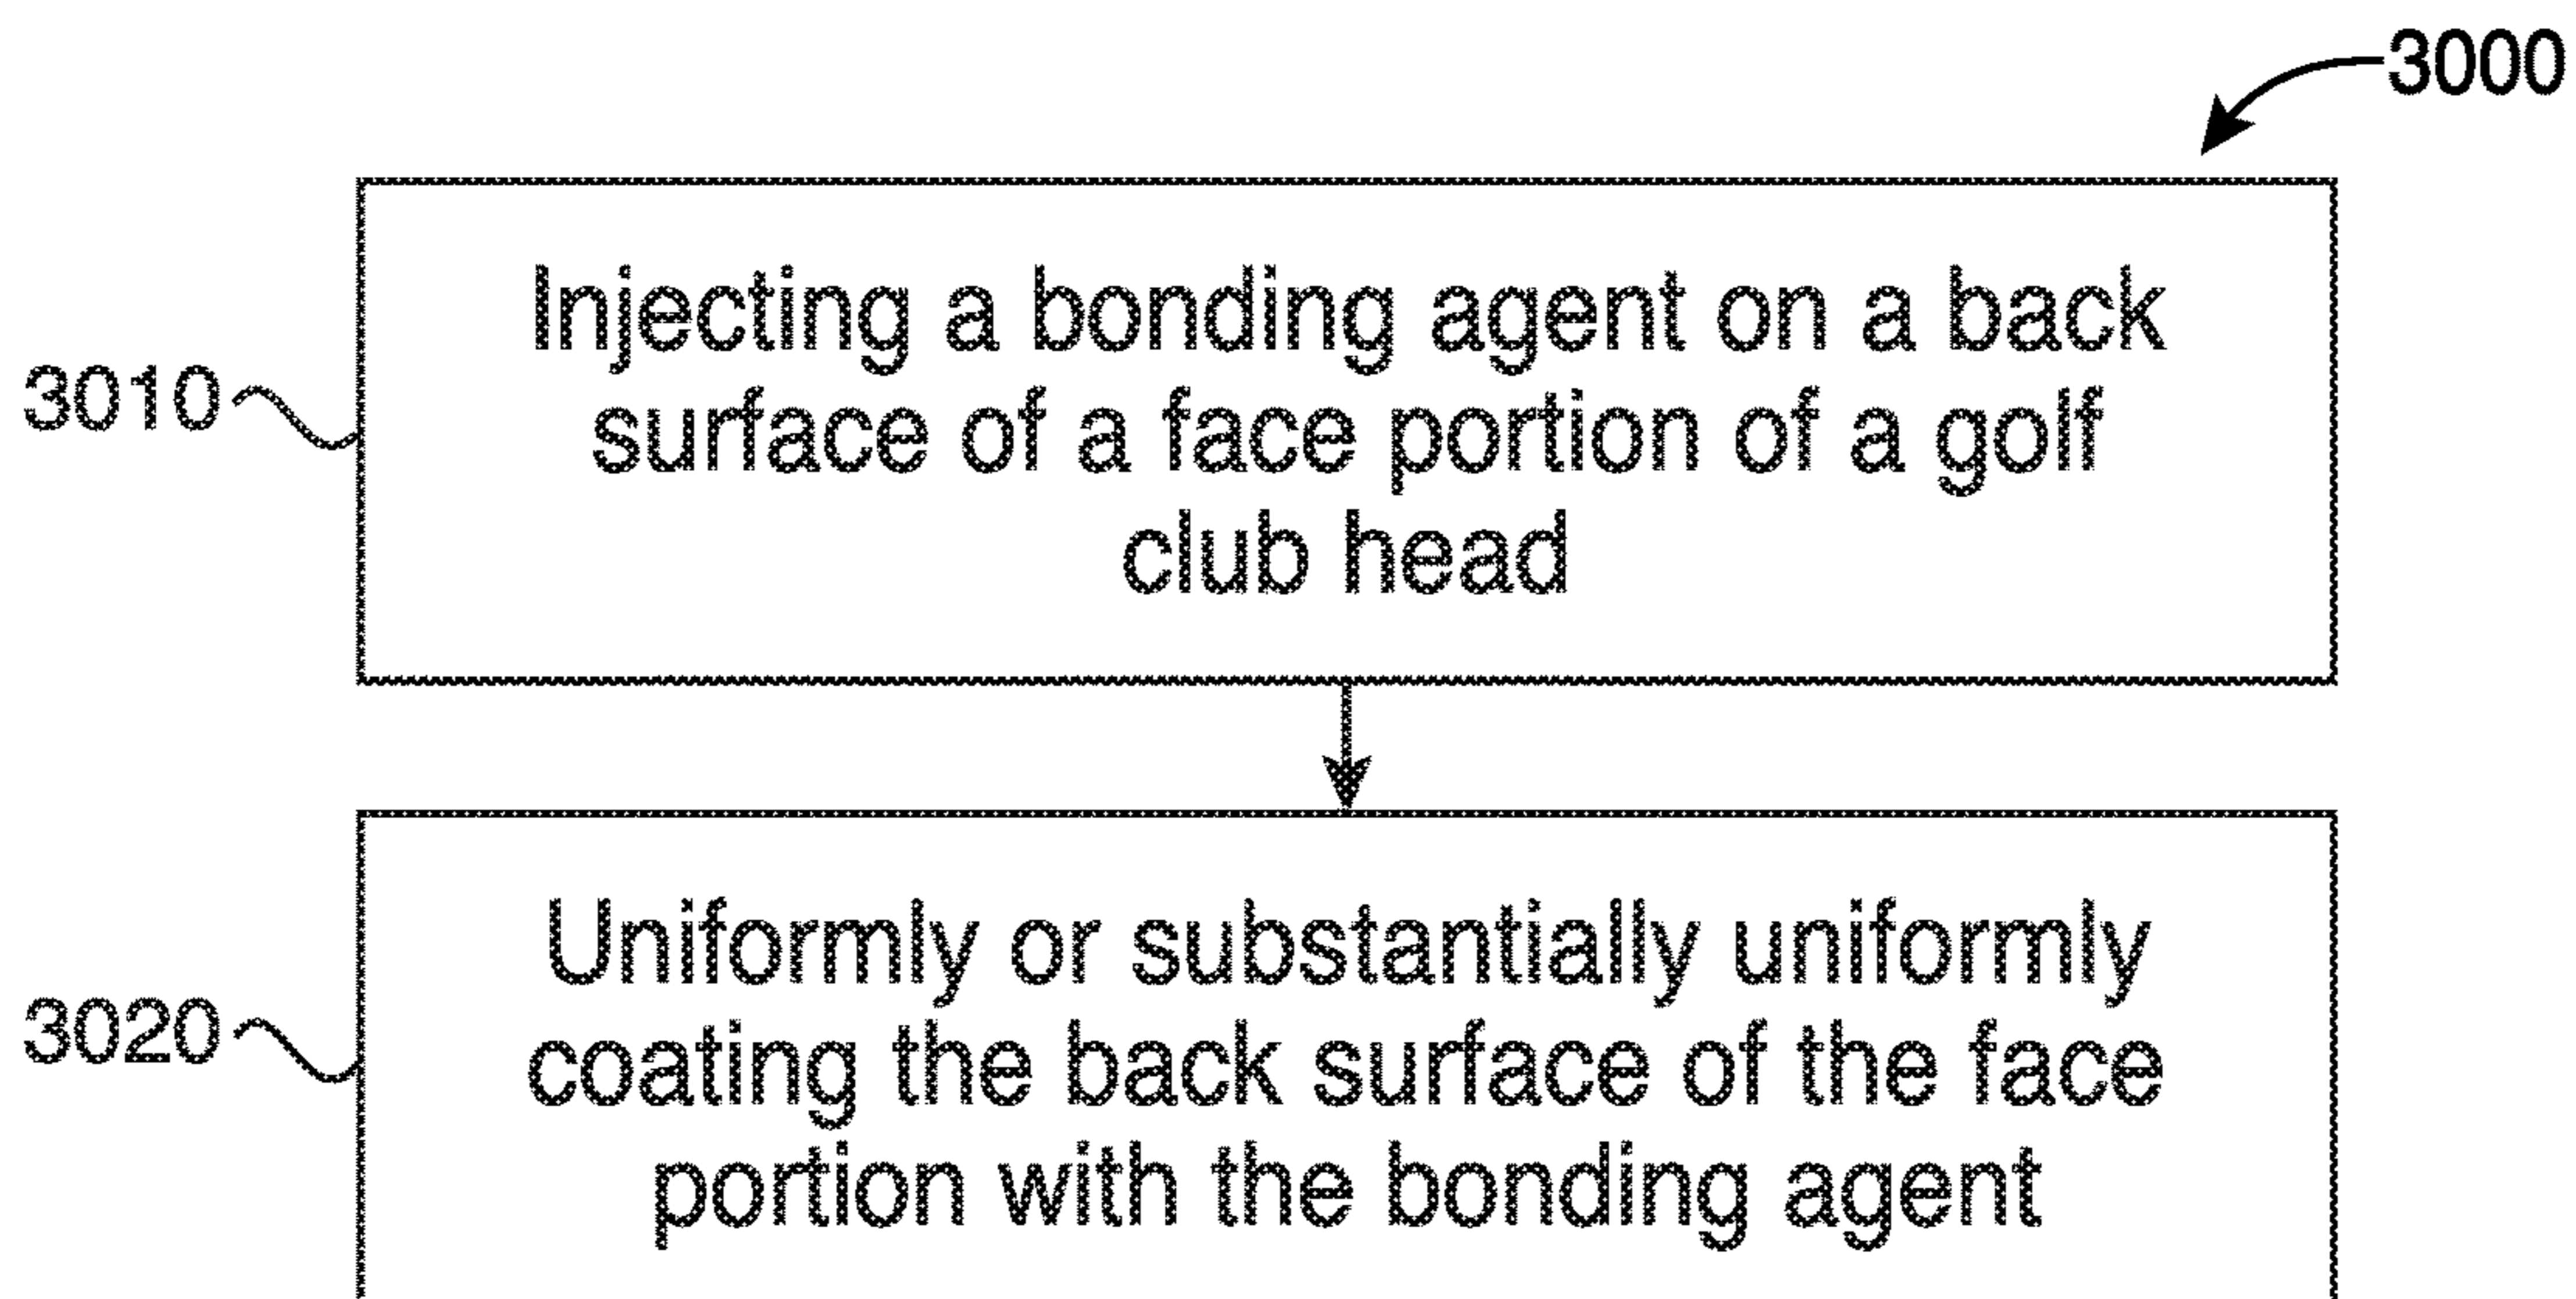 3000
Injecting a bonding agent on a back
surface of a face portion of a golf
club head
3010
Uniformly or substantially uniformly
coating the back surface of the face
portion with the bonding agent
3020